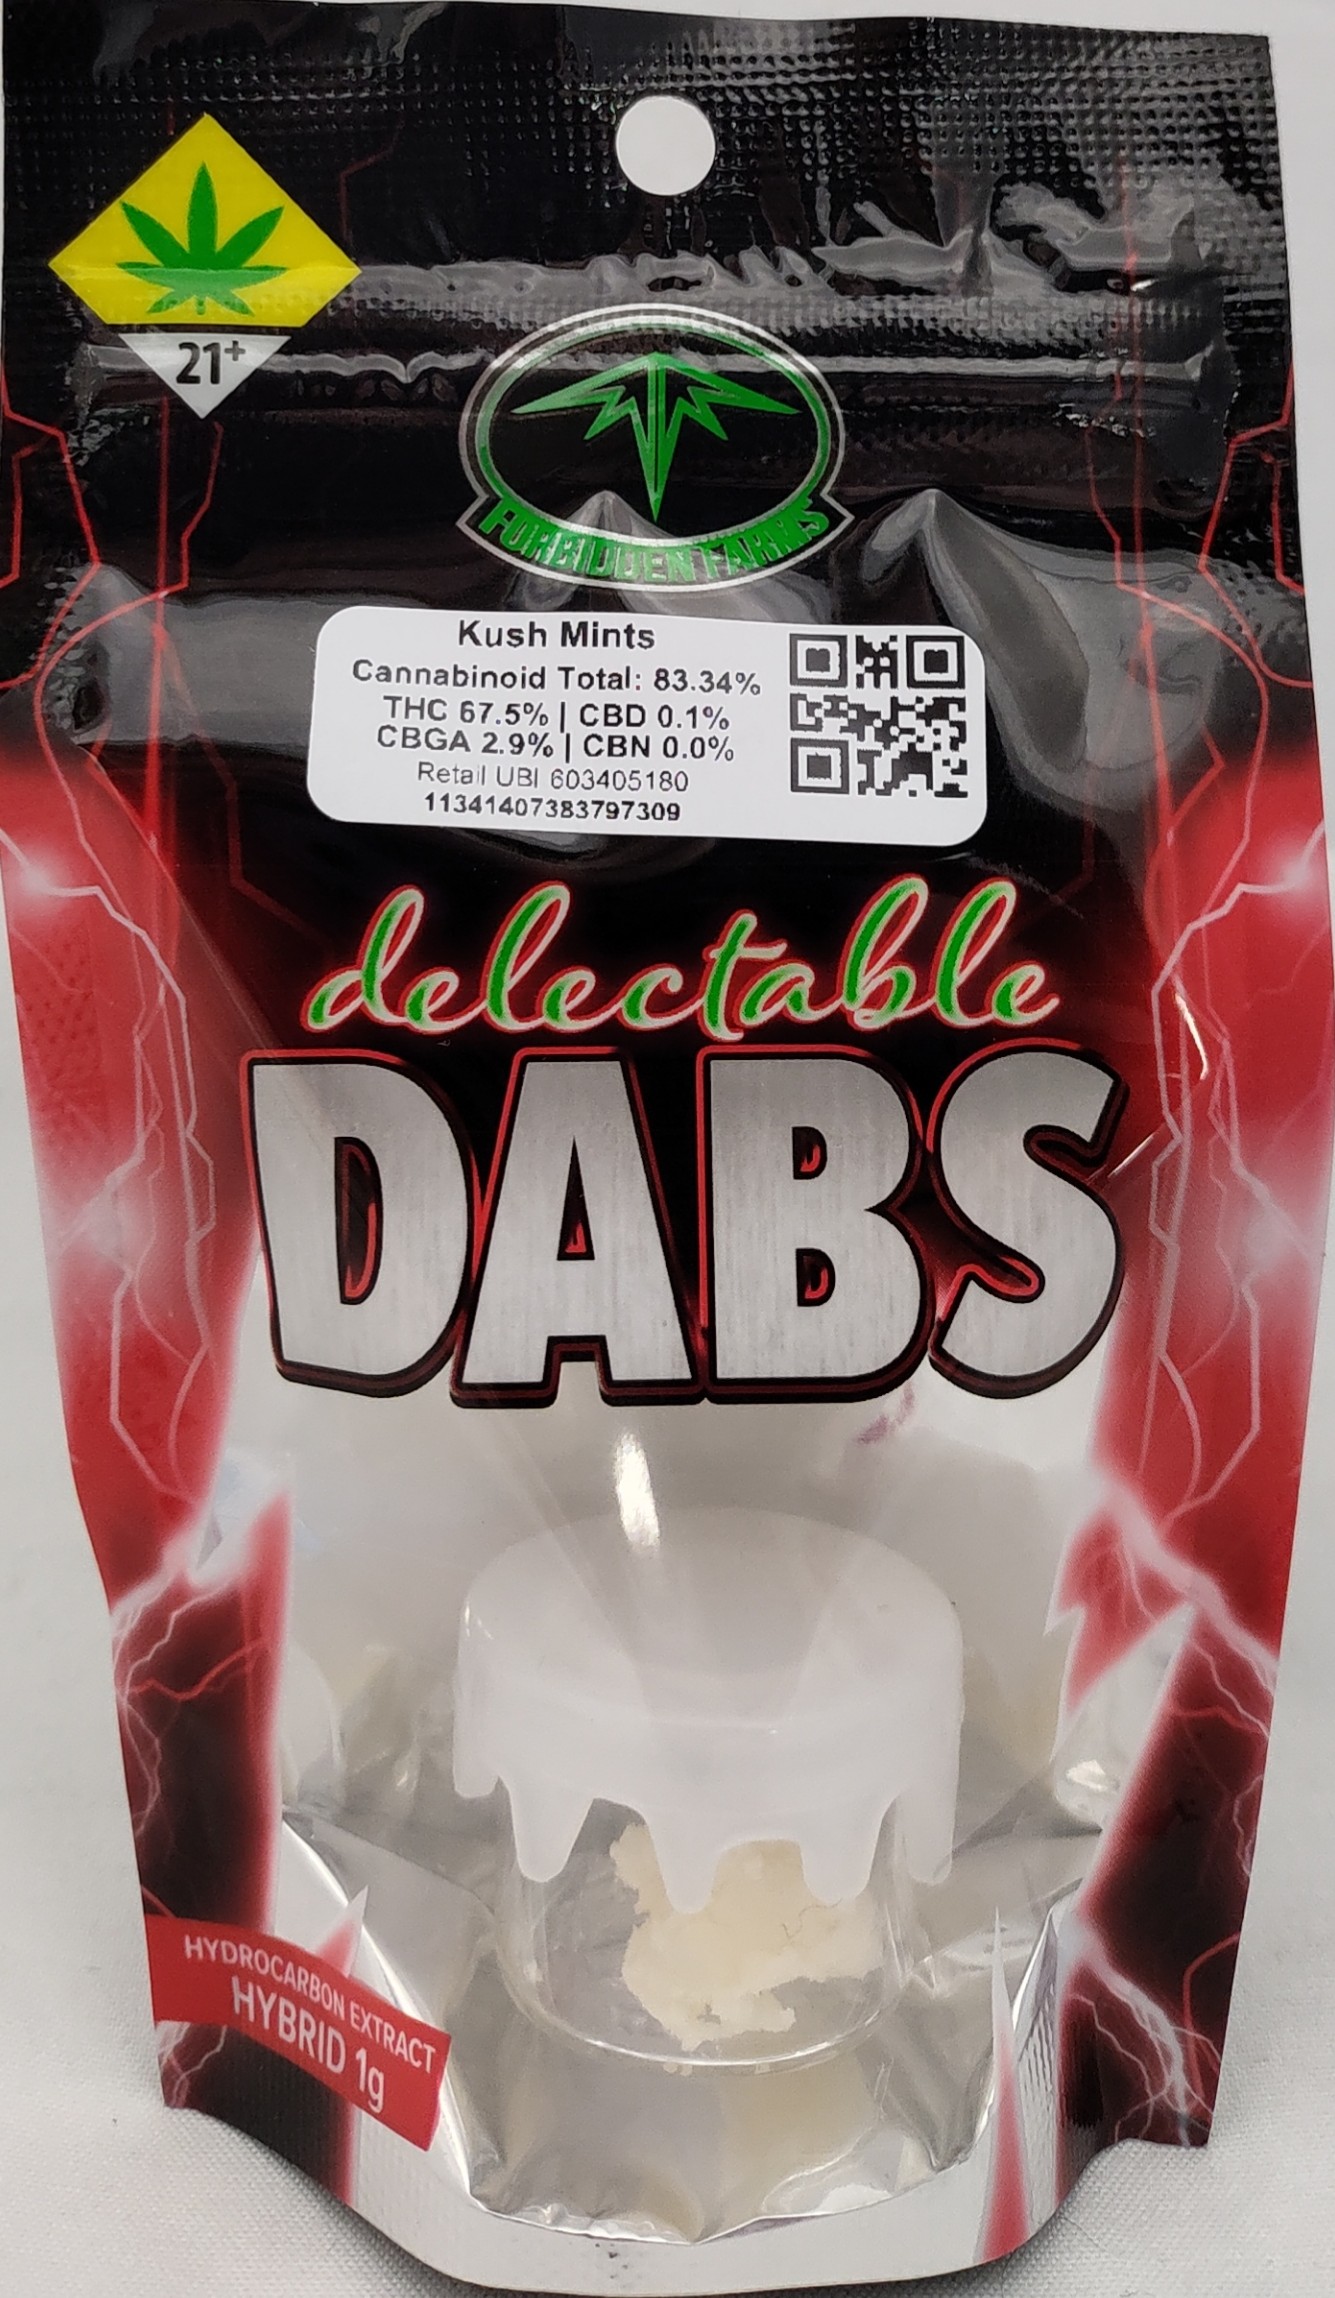 21+
FORBIDDEN FARMS
Kush Mints
Cannabinoid Total: 83.34%
THC 67.5% | CBD 0.1%
CBGA 2.9% | CBN 0.0%
Retail UBI 603405180
11341407383797309
delectable
DABS
HYDROCARBON EXTRACT
HYBRID 1g